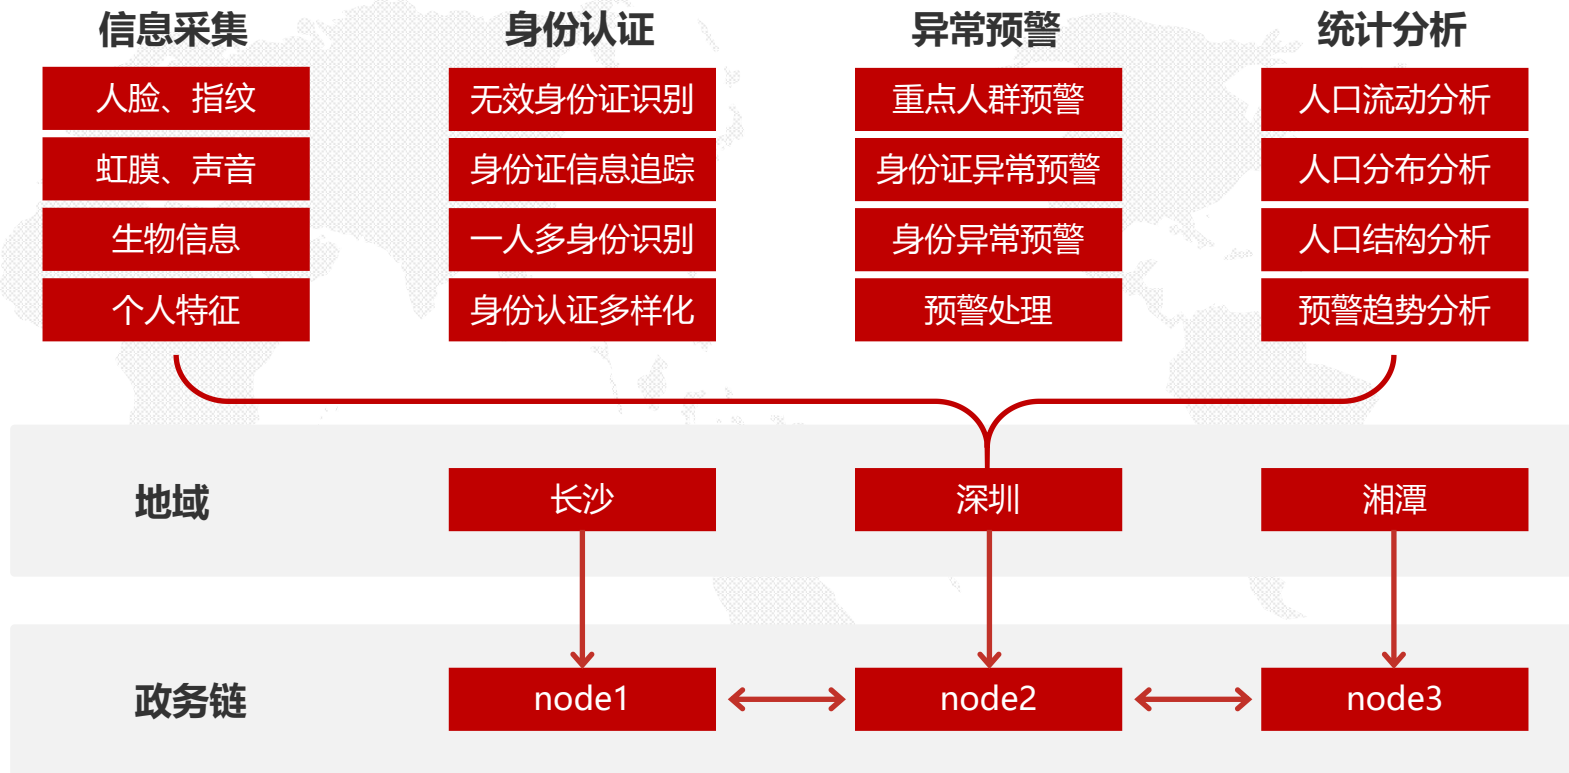 信息采集
身份认证
异常预警
统计分析
人脸、指纹
无效身份证识别
重点人群预警
人口流动分析
虹膜、声音
身份证信息追踪
身份证异常预警
人口分布分析
生物信息
一人多身份识别
身份异常预警
人口结构分析
个人特征
身份认证多样化
预警处理
预警趋势分析
地域
长沙
深圳
湘潭
政务链
node1
node2
node3